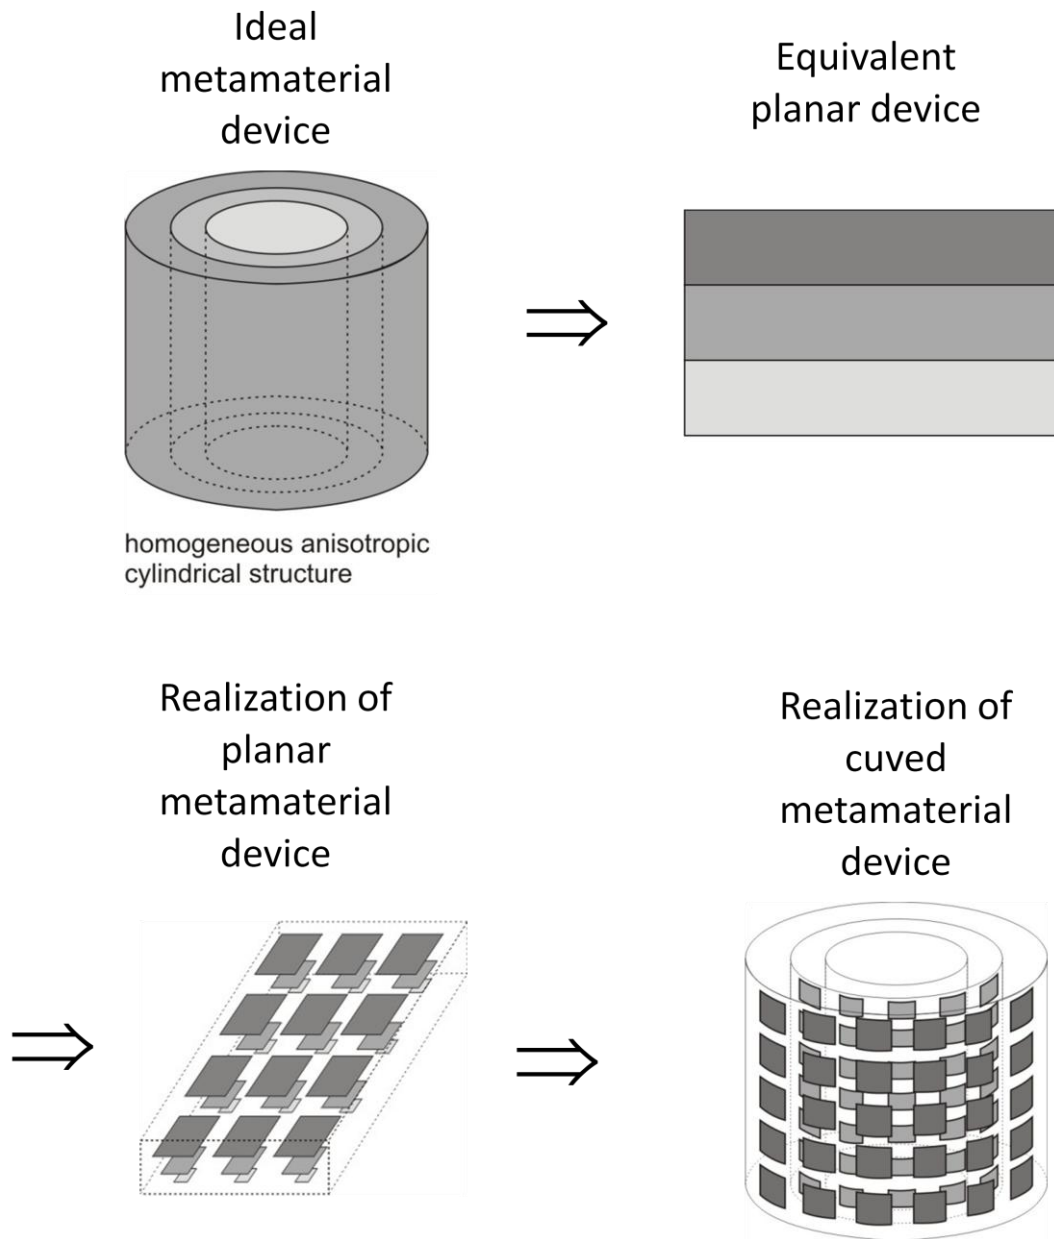 Ideal
metamaterial
device
Equivalent
planar device
homogeneous anisotropic
cylindrical structure
Realization of
planar
metamaterial
device
Realization of
cuved
metamaterial
device